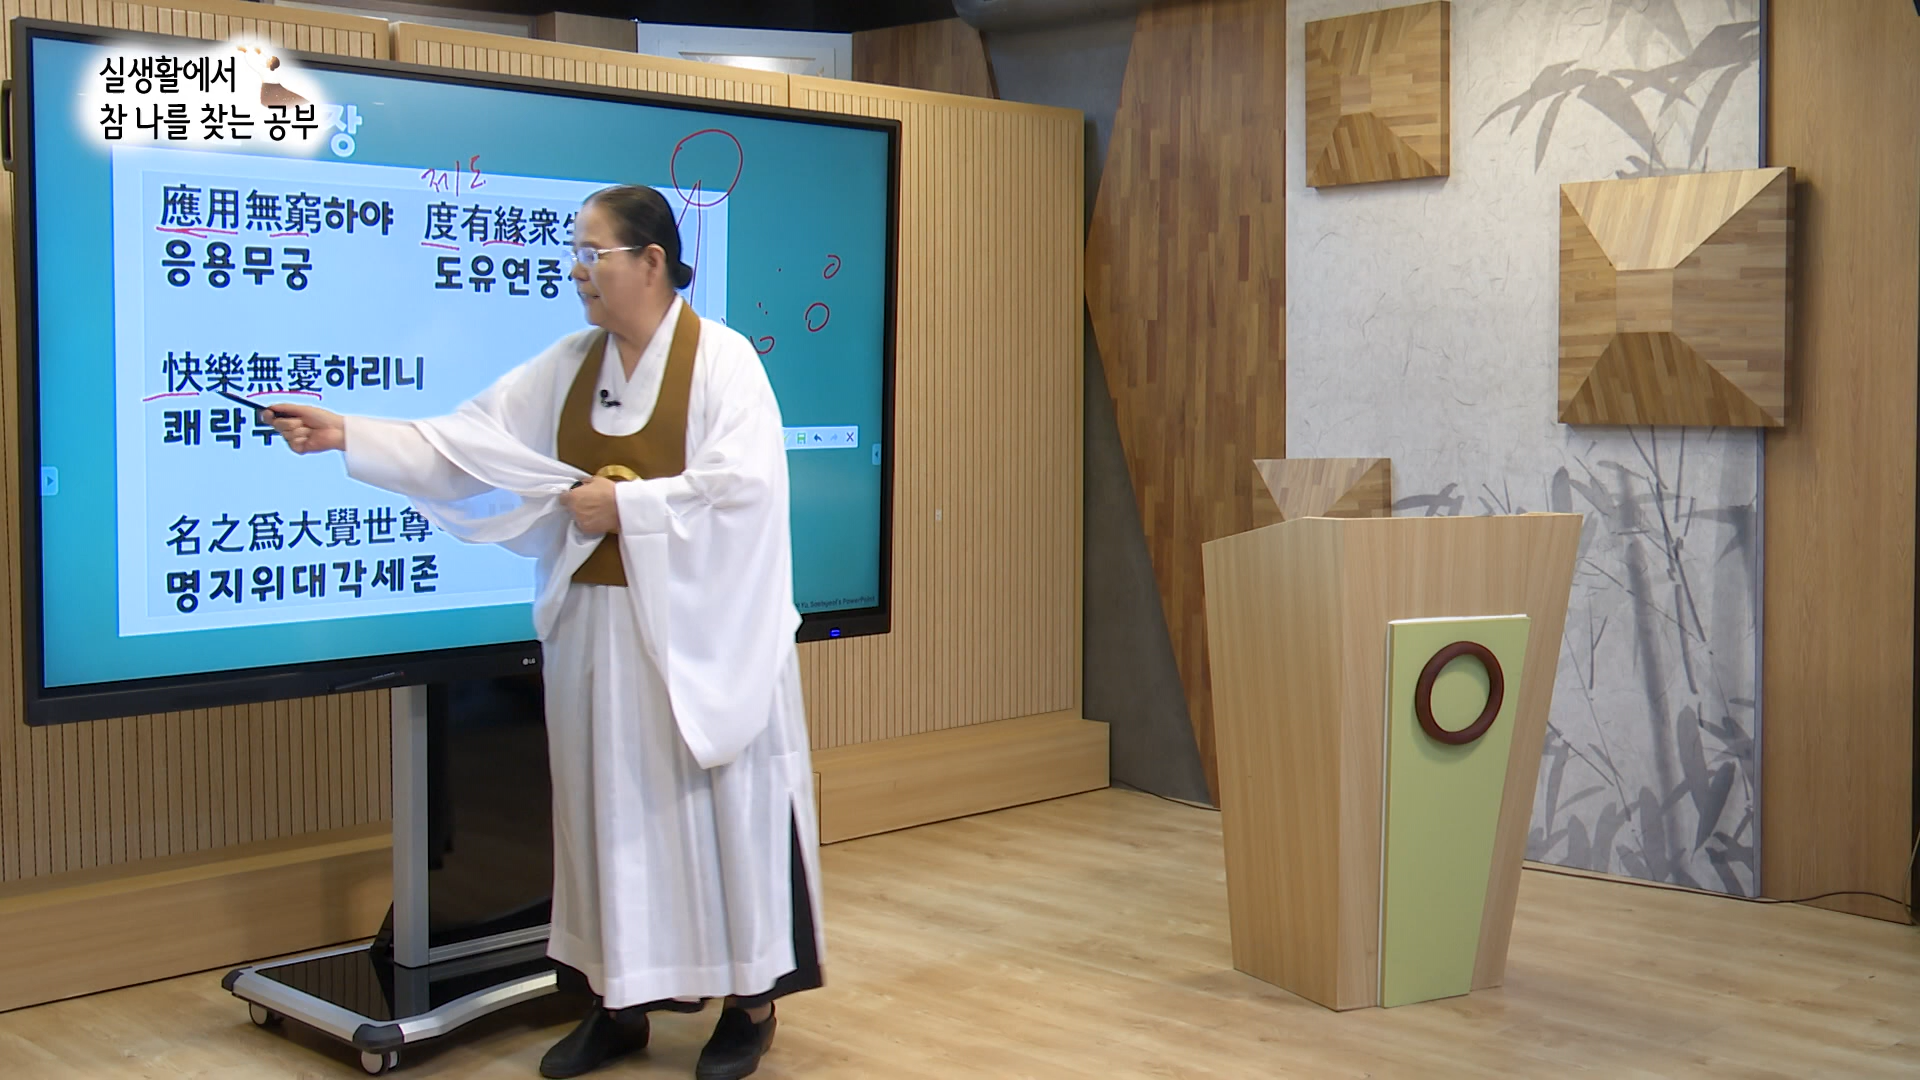 실생활에서
참 나를 찾는 공부
장
제도
應用無窮하야 度有緣衆生
응용무궁 도유연중
快樂無憂하리니
쾌락무
名之爲大覺世尊
명지위대각세존
LG